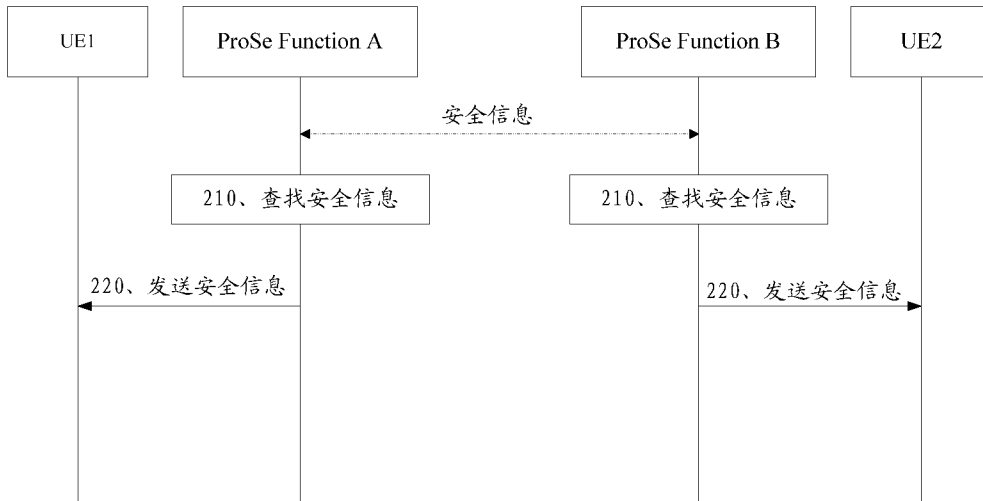 UE1
ProSe Function A
ProSe Function B
UE2
安全信息
210、查找安全信息
210、查找安全信息
220、发送安全信息
220、发送安全信息